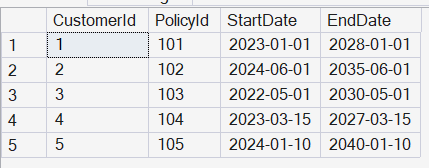 CustomerId PolicyId StartDate EndDate
1 1 101 2023-01-01 2028-01-01
2 2 102 2024-06-01 2035-06-01
3 3 103 2022-05-01 2030-05-01
4 4 104 2023-03-15 2027-03-15
5 5 105 2024-01-10 2040-01-10